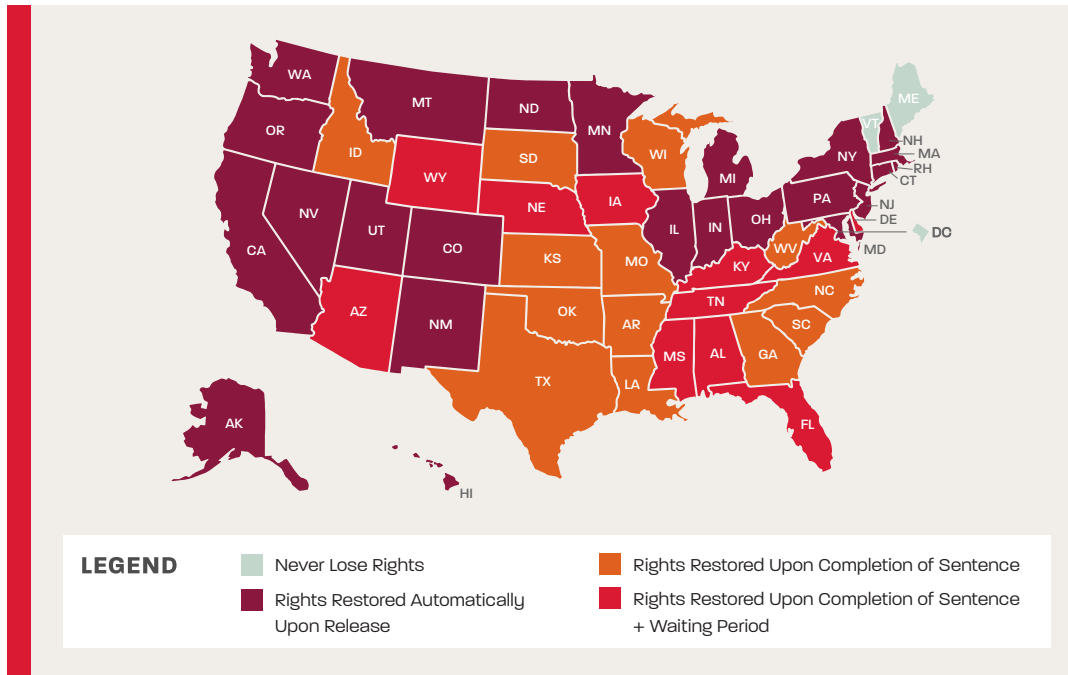 WA
ME
MT
VT
ND
OR
MN
NH
ID
MA
SD
WI
NY
RH
WY
MI
CT
PA
NE
IA
NJ
NV
OH
DE
IL
IN
UT
DC
CA
CO
WV
MD
KS
MO
VA
KY
NC
TN
AZ
OK
NM
AR
SC
MS
AL
GA
TX
LA
AK
FL
HI
LEGEND
Never Lose Rights
Rights Restored Automatically
Upon Release
Rights Restored Upon Completion of Sentence
Rights Restored Upon Completion of Sentence
+ Waiting Period